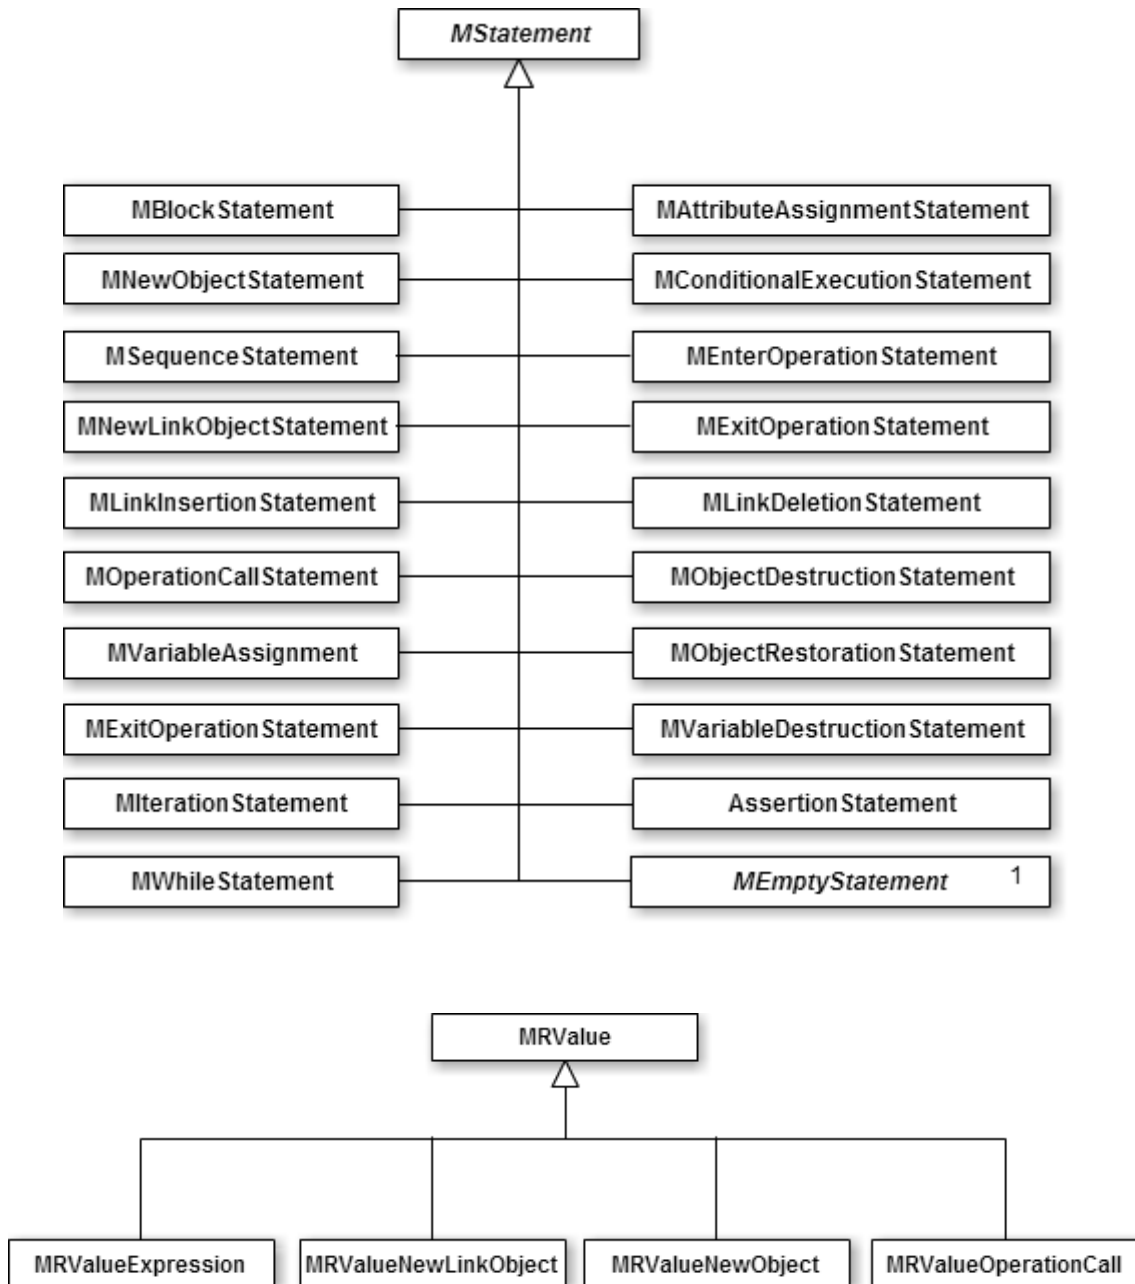 MStatement
MBlockStatement
MAttributeAssignmentStatement
MNewObjectStatement
MConditionalExecutionStatement
MSequenceStatement
MEnterOperationStatement
MNewLinkObjectStatement
MExitOperationStatement
MLinkInsertionStatement
MLinkDeletionStatement
MOperationCallStatement
MObjectDestructionStatement
MVariableAssignment
MObjectRestorationStatement
MExitOperationStatement
MVariableDestructionStatement
MIterationStatement
AssertionStatement
MWhileStatement
MEmptyStatement 1
MRValue
MRValueExpression
MRValueNewLinkObject
MRValueNewObject
MRValueOperationCall